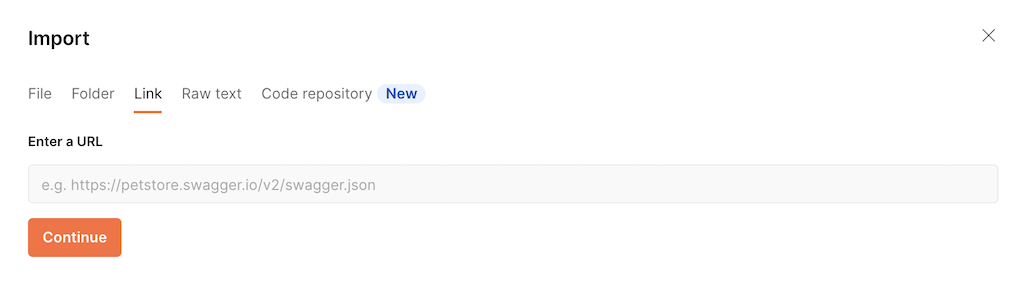 Import
File Folder Link Raw text Code repository New
Enter a URL
e.g. https://petstore.swagger.io/v2/swagger.json
Continue